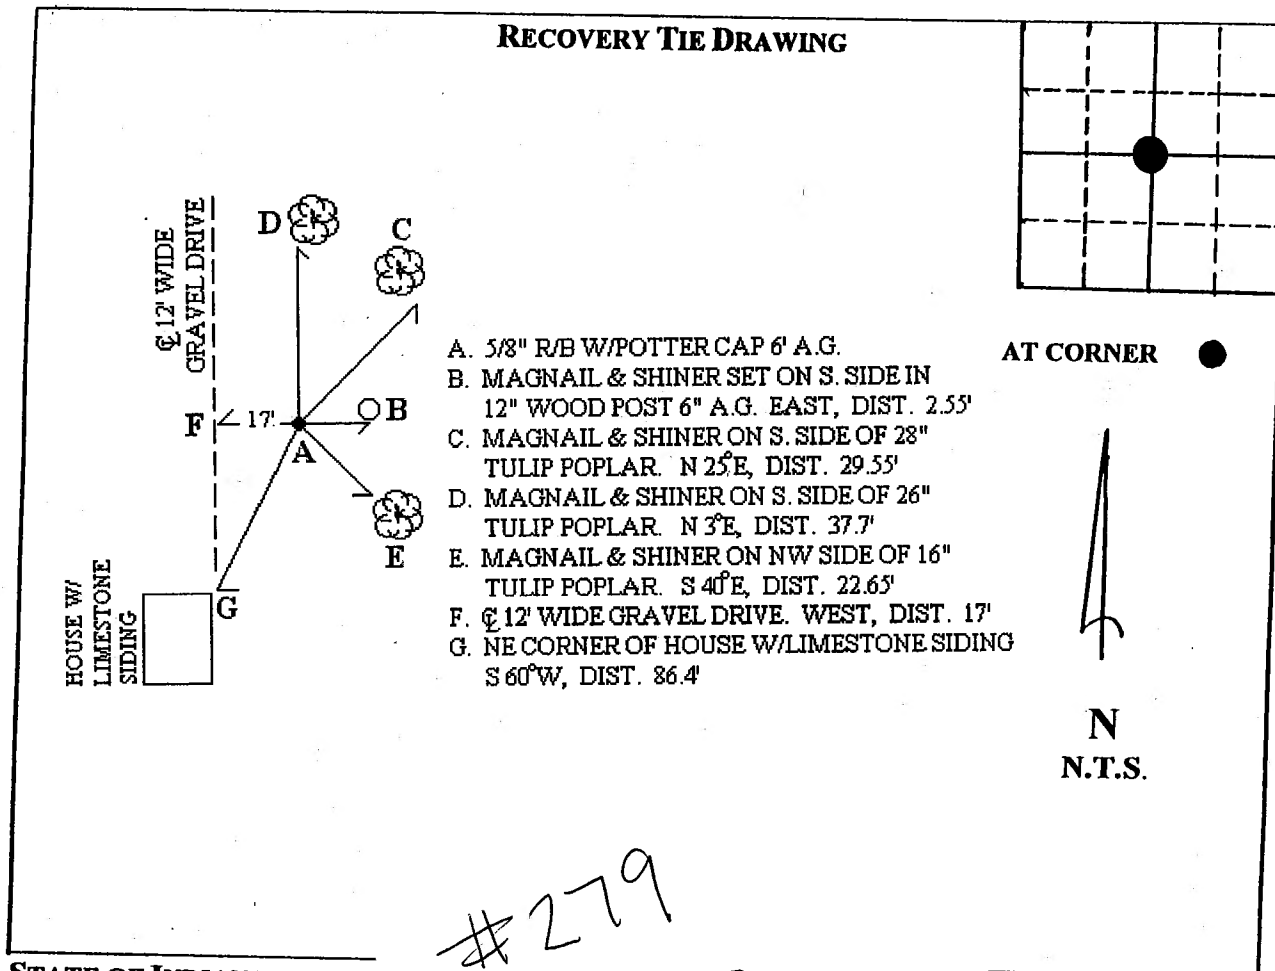 RECOVERY TIE DRAWING
D
C
℄ 12' WIDE
GRAVEL DRIVE
F
17'
B
A
E
G
HOUSE W/
LIMESTONE
SIDING
A. 5/8" R/B W/POTTER CAP 6' A.G.
B. MAGNAIL & SHINER SET ON S. SIDE IN
12" WOOD POST 6" A.G. EAST, DIST. 2.55'
C. MAGNAIL & SHINER ON S. SIDE OF 28"
TULIP POPLAR. N 25°E, DIST. 29.55'
D. MAGNAIL & SHINER ON S. SIDE OF 26"
TULIP POPLAR. N 3°E, DIST. 37.7'
E. MAGNAIL & SHINER ON NW SIDE OF 16"
TULIP POPLAR. S 40°E, DIST. 22.65'
F. ℄ 12' WIDE GRAVEL DRIVE. WEST, DIST. 17'
G. NE CORNER OF HOUSE W/LIMESTONE SIDING
S 60°W, DIST. 86.4'
AT CORNER
N
N.T.S.
#279
STATE OF